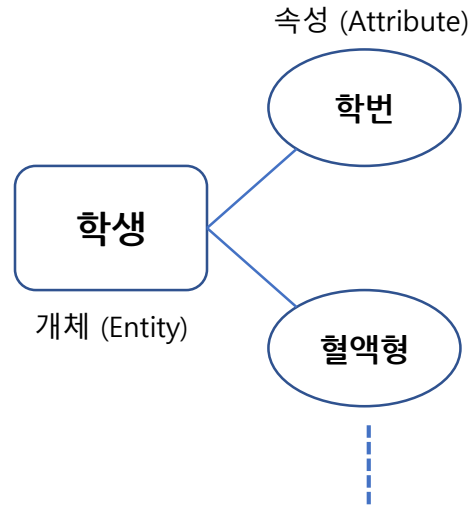 속성 (Attribute)
학번
학생
개체 (Entity)
혈액형